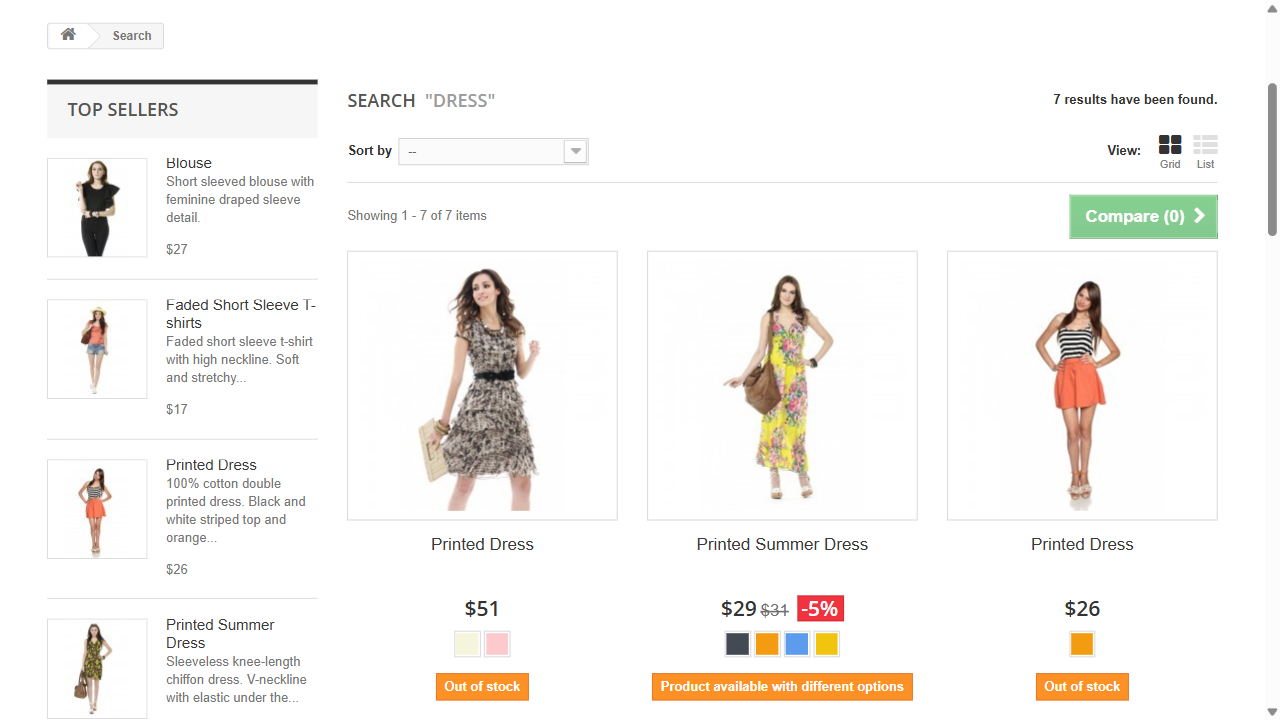 Search
TOP SELLERS
Blouse
Short sleeved blouse with
feminine draped sleeve
detail.
$27
Faded Short Sleeve T-
shirts
Faded short sleeve t-shirt
with high neckline. Soft
and stretchy...
$17
Printed Dress
100% cotton double
printed dress. Black and
white striped top and
orange...
$26
Printed Summer
Dress
Sleeveless knee-length
chiffon dress. V-neckline
with elastic under the...
SEARCH "DRESS"
7 results have been found.
Sort by --
View:
Grid
List
Showing 1 - 7 of 7 items
Compare (0)
Printed Dress
$51
Out of stock
Printed Summer Dress
$29 $31 -5%
Product available with different options
Printed Dress
$26
Out of stock